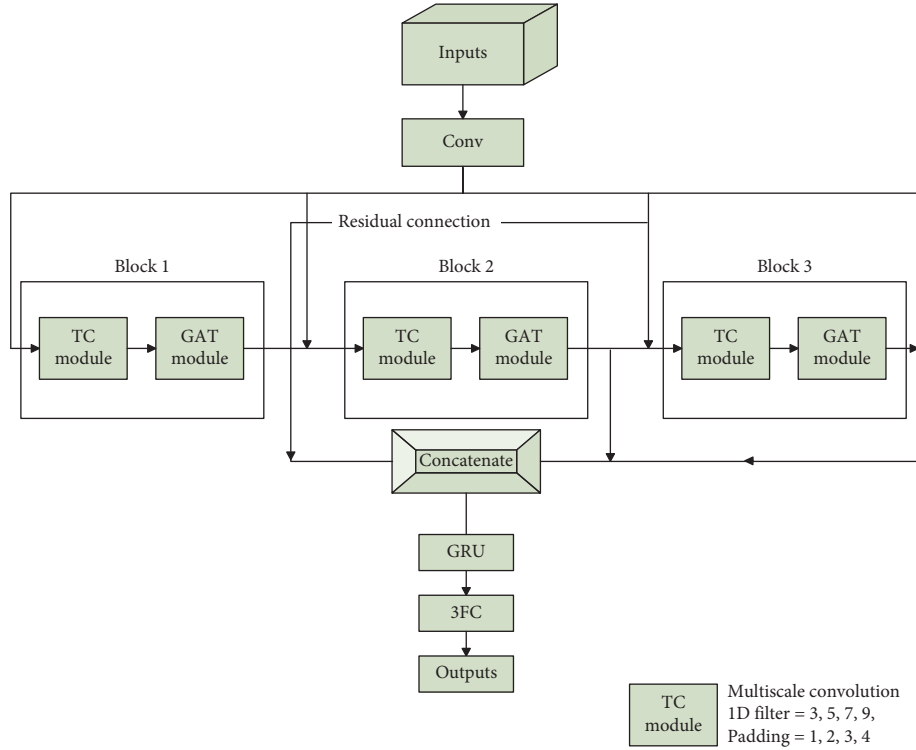 Inputs
Conv
Residual connection
Block 1
Block 2
Block 3
TC
module
GAT
module
TC
module
GAT
module
TC
module
GAT
module
Concatenate
GRU
3FC
Outputs
TC
module
Multiscale convolution
1D filter = 3, 5, 7, 9,
Padding = 1, 2, 3, 4